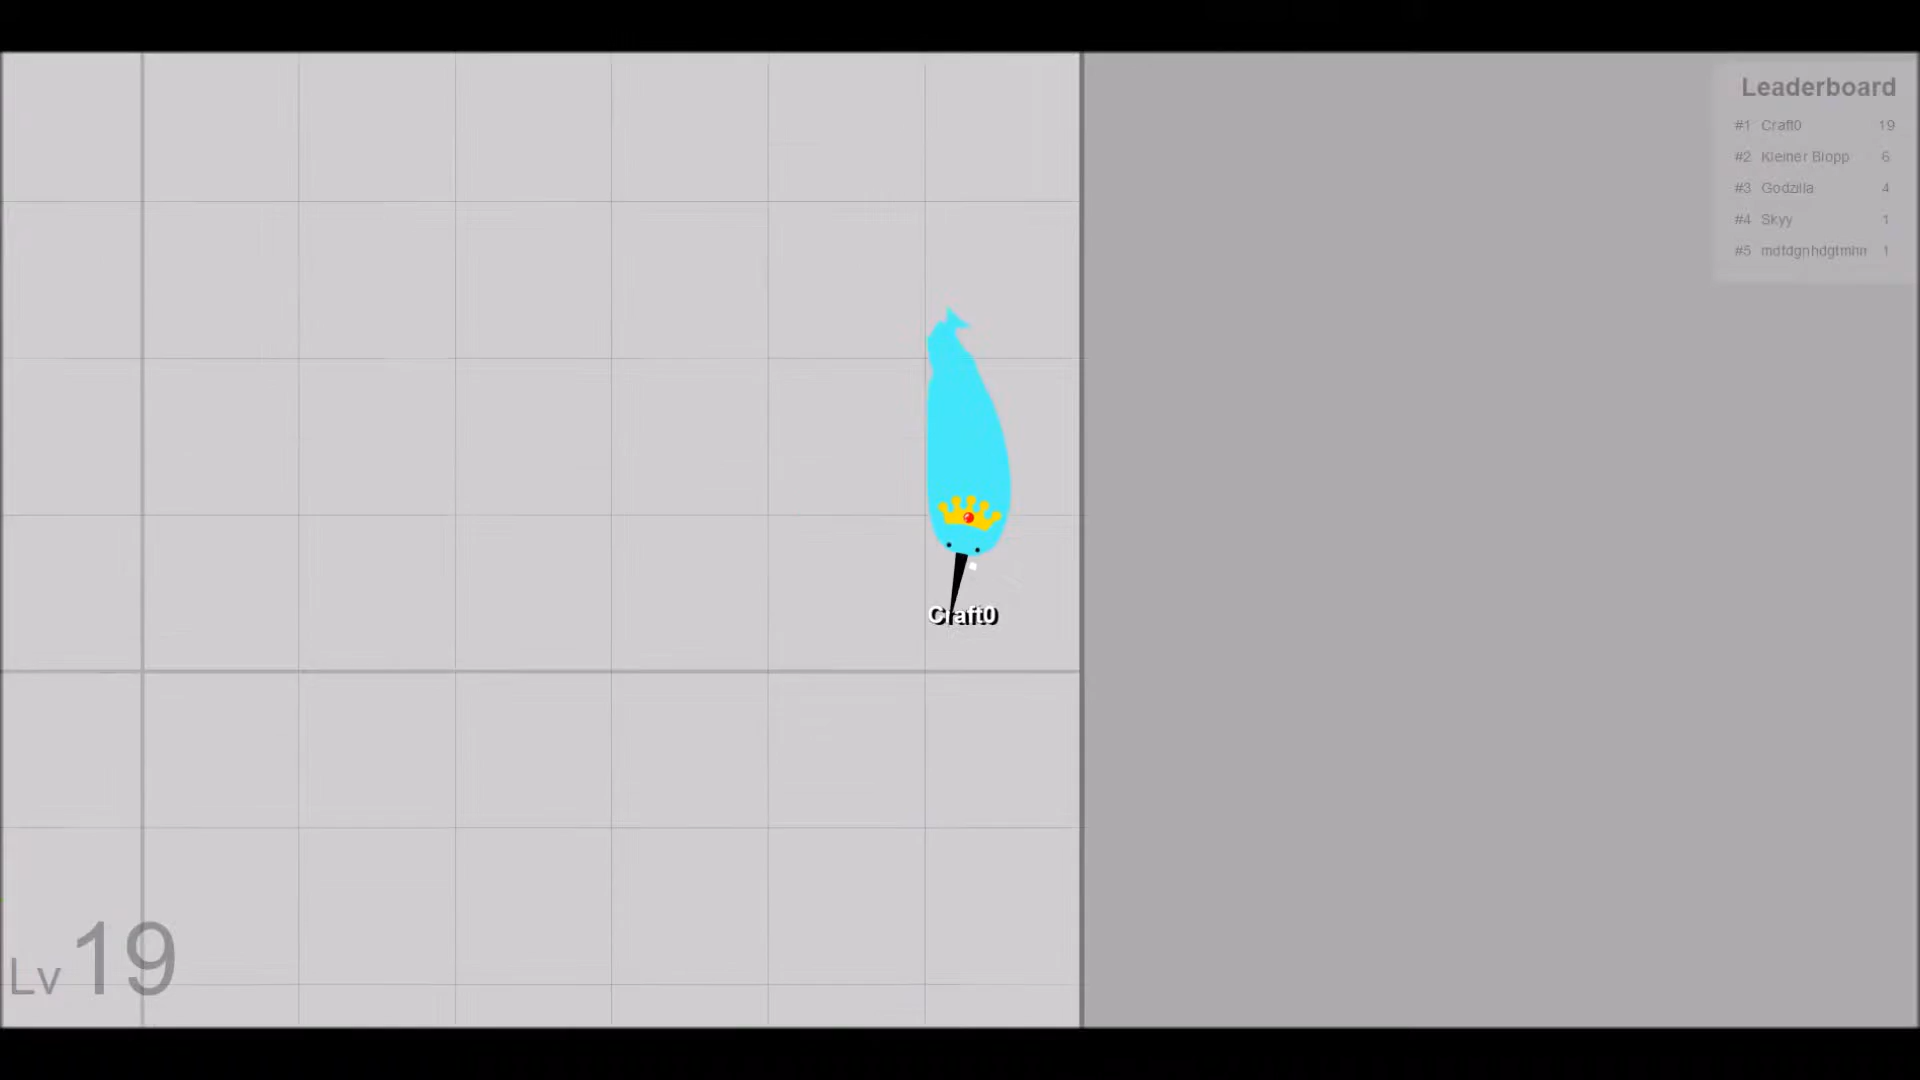 Leaderboard
#1 Craft0 19
#2 Kleiner Blopp 6
#3 Godzilla 4
#4 Skyy 1
#5 mdfdgnhdgfmhn 1
Craft0
Lv 19